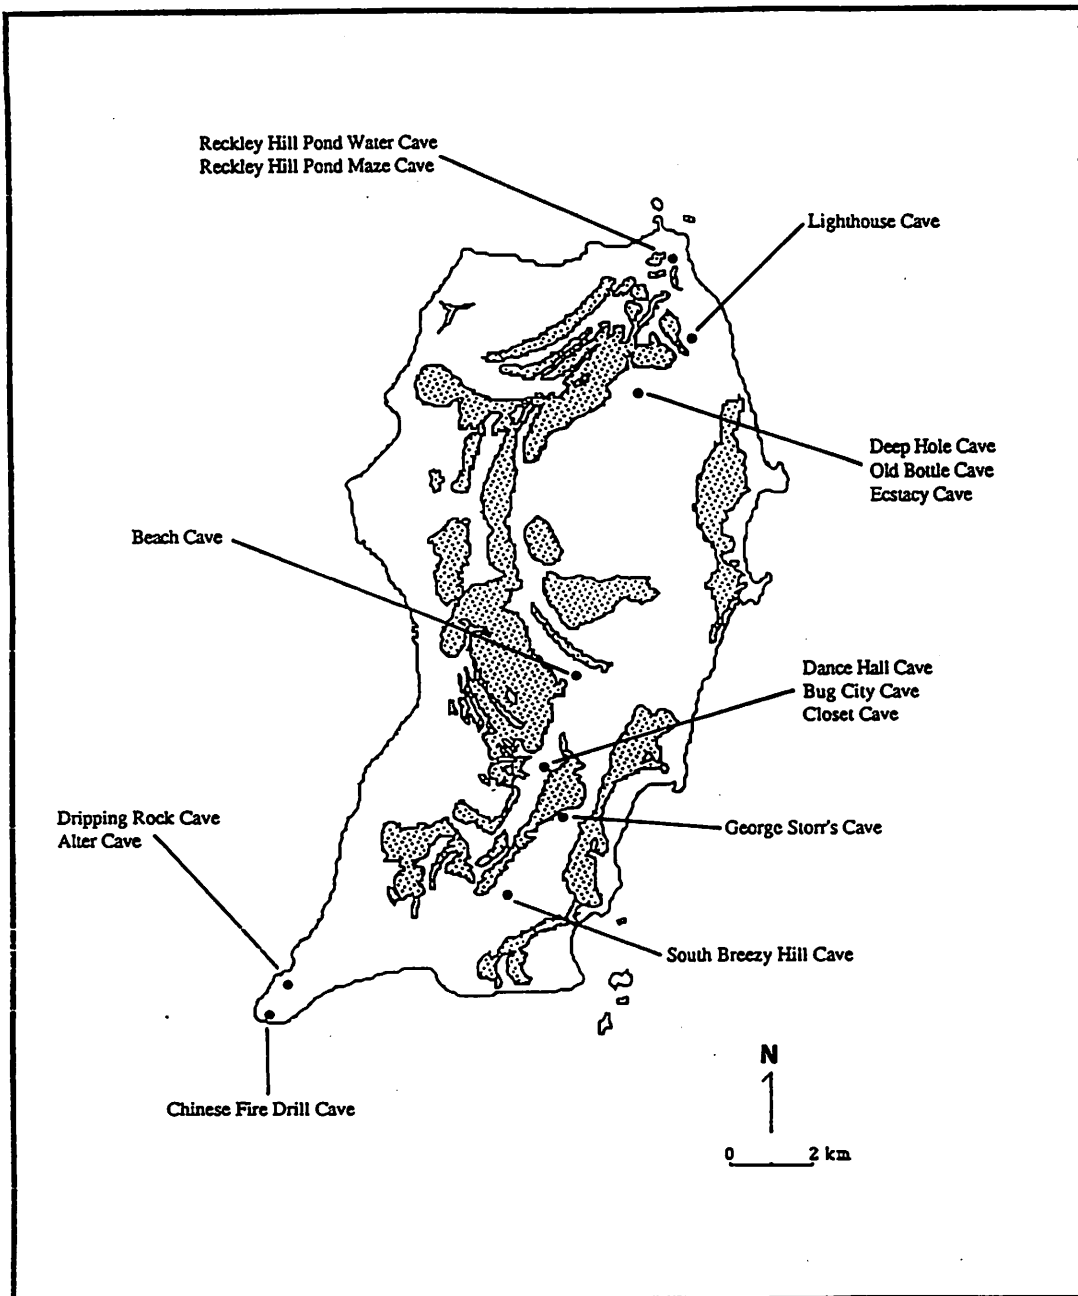 Reckley Hill Pond Water Cave
Reckley Hill Pond Maze Cave
Lighthouse Cave
Deep Hole Cave
Old Bottle Cave
Ecstacy Cave
Beach Cave
Dance Hall Cave
Bug City Cave
Closet Cave
Dripping Rock Cave
Alter Cave
George Storr's Cave
South Breezy Hill Cave
N
Chinese Fire Drill Cave
0 2 km